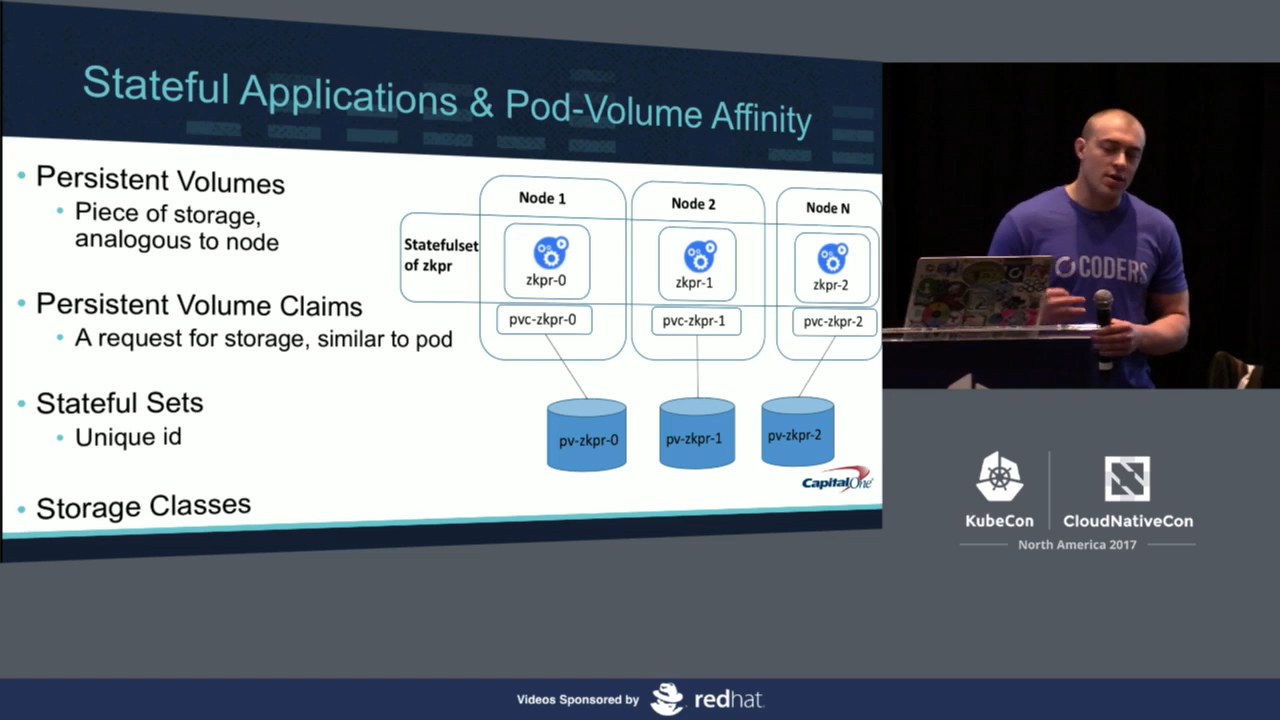 Stateful Applications & Pod-Volume Affinity
• Persistent Volumes
• Piece of storage,
analogous to node
• Persistent Volume Claims
• A request for storage, similar to pod
• Stateful Sets
• Unique id
• Storage Classes
Node 1
Node 2
Node N
Statefulset
of zkpr
zkpr-0
zkpr-1
zkpr-2
pvc-zkpr-0
pvc-zkpr-1
pvc-zkpr-2
pv-zkpr-0
pv-zkpr-1
pv-zkpr-2
CapitalOne
CODERS
KubeCon
CloudNativeCon
North America 2017
Videos Sponsored by
redhat